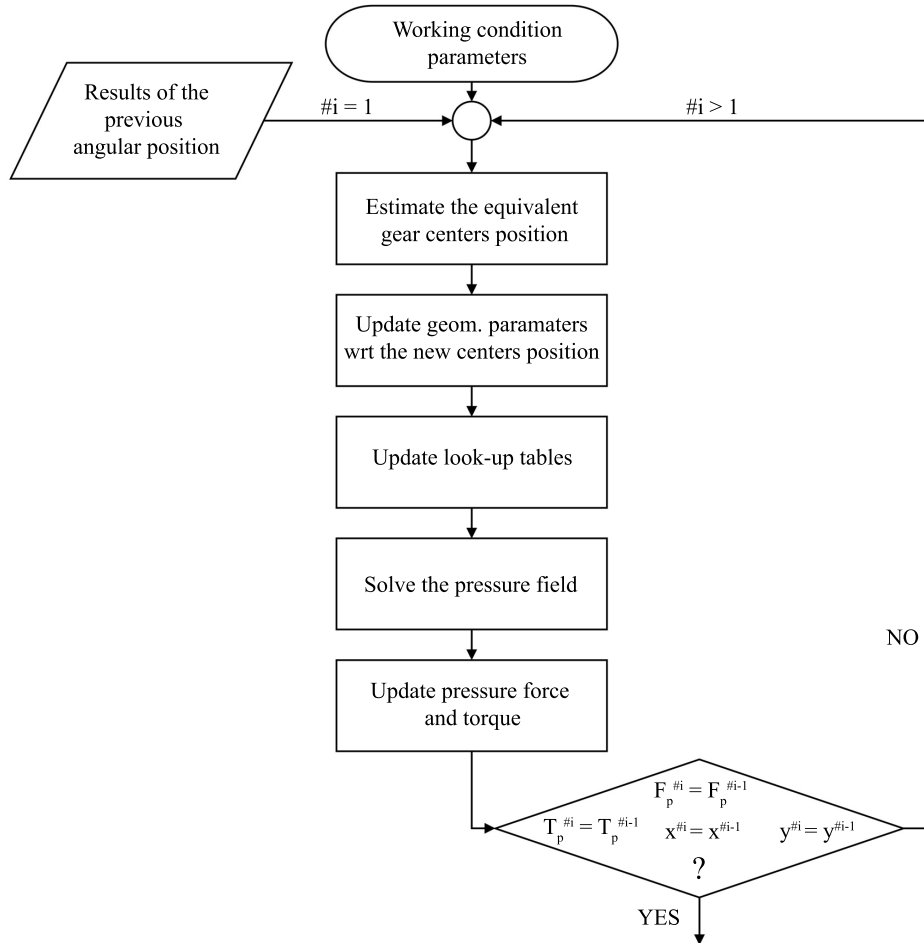 Working condition
parameters
Results of the
previous
angular position
#i = 1
#i > 1
Estimate the equivalent
gear centers position
Update geom. paramaters
wrt the new centers position
Update look-up tables
Solve the pressure field
NO
Update pressure force
and torque
F_p^#i = F_p^#i-1
T_p^#i = T_p^#i-1 x^#i = x^#i-1 y^#i = y^#i-1
?
YES